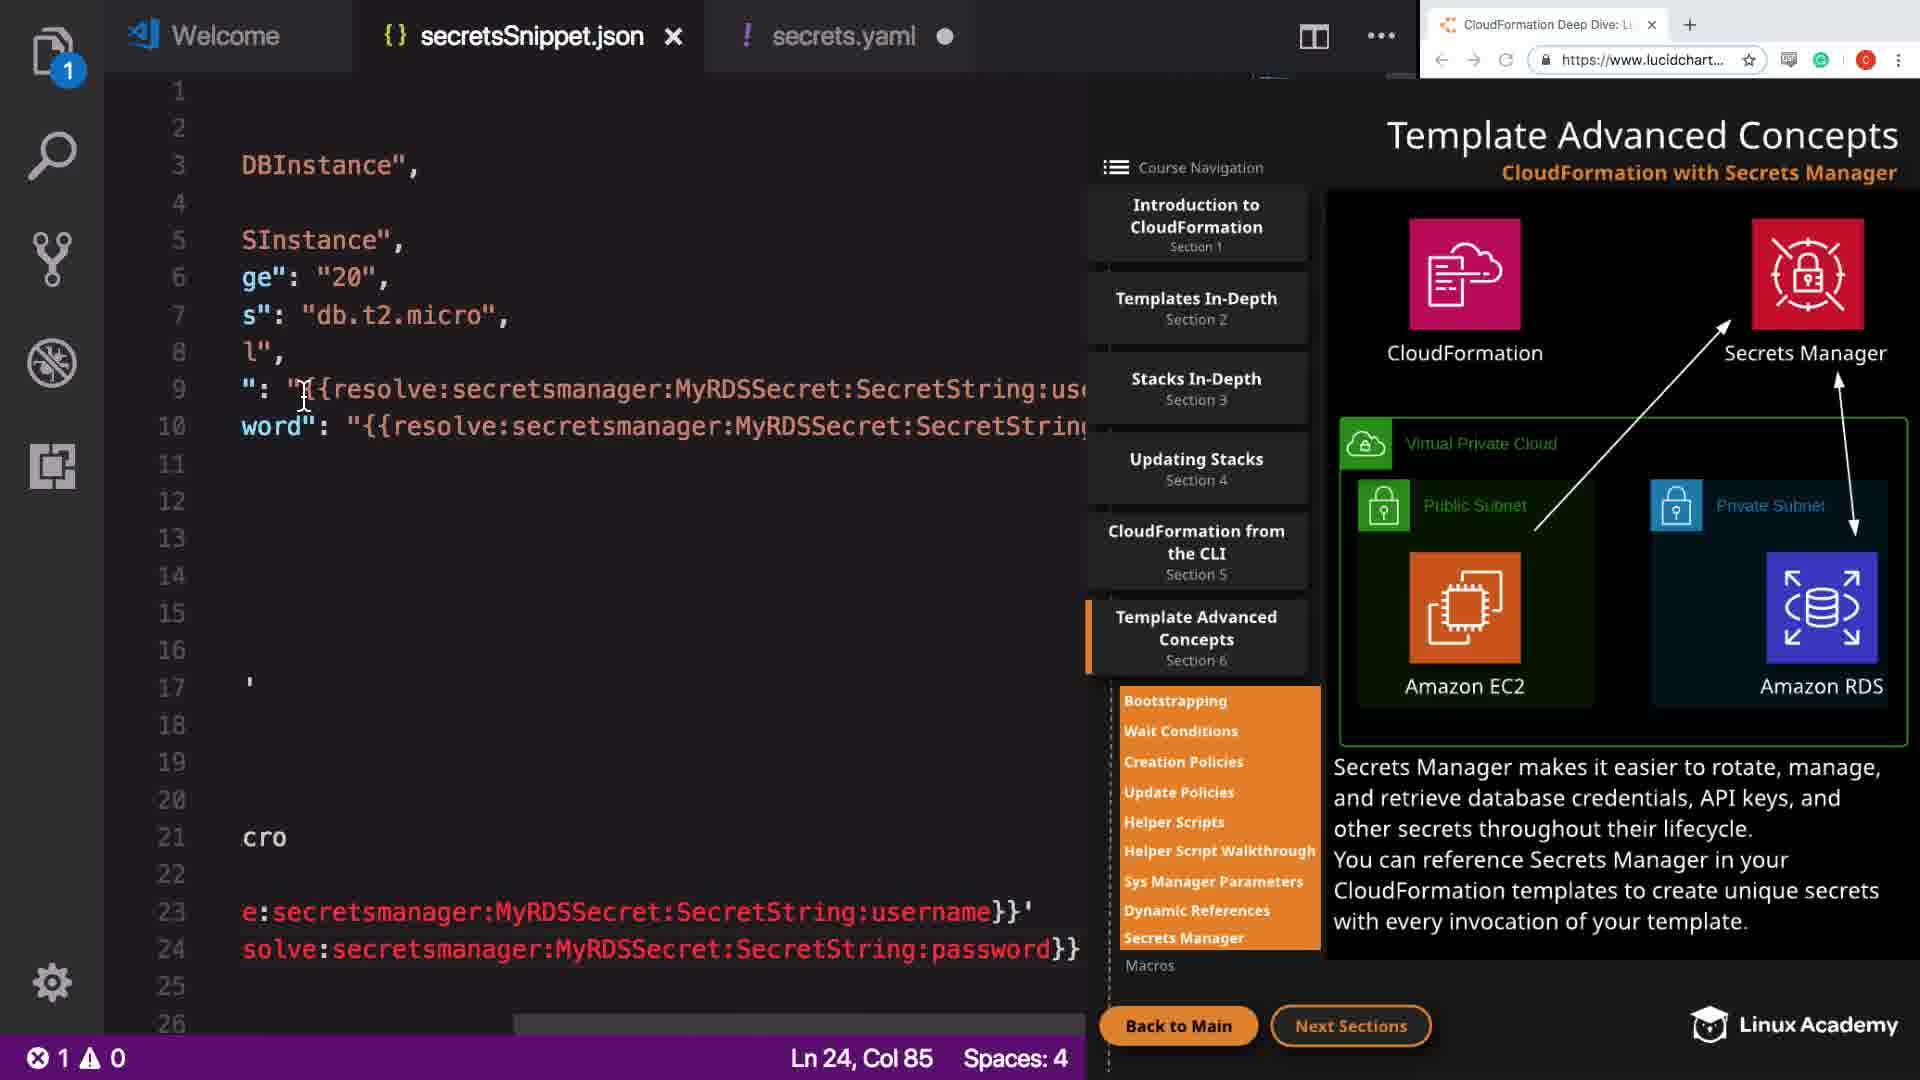 Welcome
{} secretsSnippet.json ×
! secrets.yaml
1
1
2
3 DBInstance",
4
5 SInstance",
6 ge": "20",
7 s": "db.t2.micro",
8 l",
9 ": "{{resolve:secretsmanager:MyRDSSecret:SecretString:use
10 word": "{{resolve:secretsmanager:MyRDSSecret:SecretString
11
12
13
14
15
16
17 '
18
19
20
21 cro
22
23 e:secretsmanager:MyRDSSecret:SecretString:username}}'
24 solve:secretsmanager:MyRDSSecret:SecretString:password}}
25
26
1 0
Ln 24, Col 85 Spaces: 4
CloudFormation Deep Dive: Lu
https://www.lucidchart...
C
Template Advanced Concepts
CloudFormation with Secrets Manager
Course Navigation
Introduction to
CloudFormation
Section 1
Templates In-Depth
Section 2
Stacks In-Depth
Section 3
Updating Stacks
Section 4
CloudFormation from
the CLI
Section 5
Template Advanced
Concepts
Section 6
Bootstrapping
Wait Conditions
Creation Policies
Update Policies
Helper Scripts
Helper Script Walkthrough
Sys Manager Parameters
Dynamic References
Secrets Manager
Macros
Back to Main
Next Sections
CloudFormation
Secrets Manager
Virtual Private Cloud
Public Subnet
Private Subnet
Amazon EC2
Amazon RDS
Secrets Manager makes it easier to rotate, manage,
and retrieve database credentials, API keys, and
other secrets throughout their lifecycle.
You can reference Secrets Manager in your
CloudFormation templates to create unique secrets
with every invocation of your template.
Linux Academy